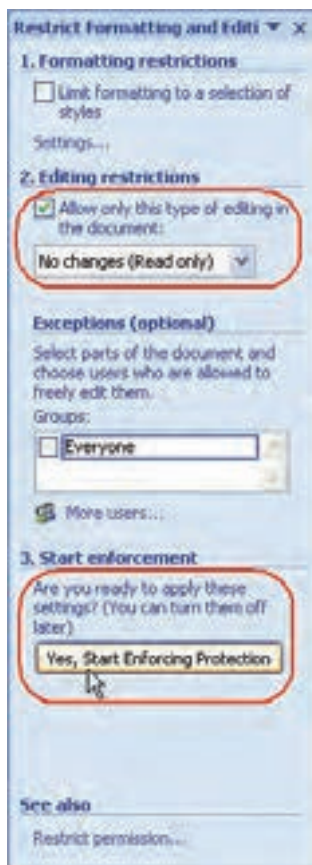 Restrict Formatting and Editi
1. Formatting restrictions
Limit formatting to a selection of
styles
Settings...
2. Editing restrictions
Allow only this type of editing in
the document:
No changes (Read only)
Exceptions (optional)
Select parts of the document and
choose users who are allowed to
freely edit them.
Groups:
Everyone
More users...
3. Start enforcement
Are you ready to apply these
settings? (You can turn them off
later)
Yes, Start Enforcing Protection
See also
Restrict permission...